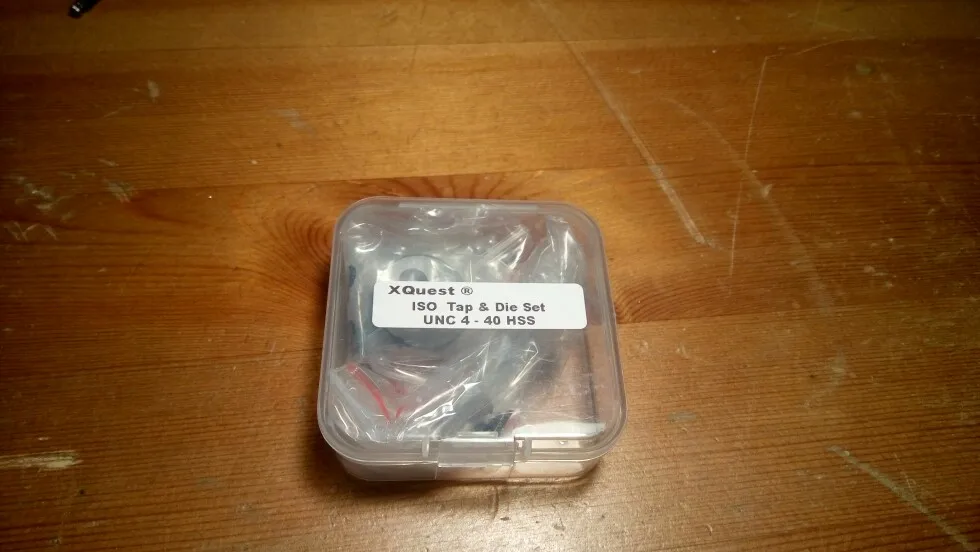 XQuest ®
ISO Tap & Die Set
UNC 4 - 40 HSS